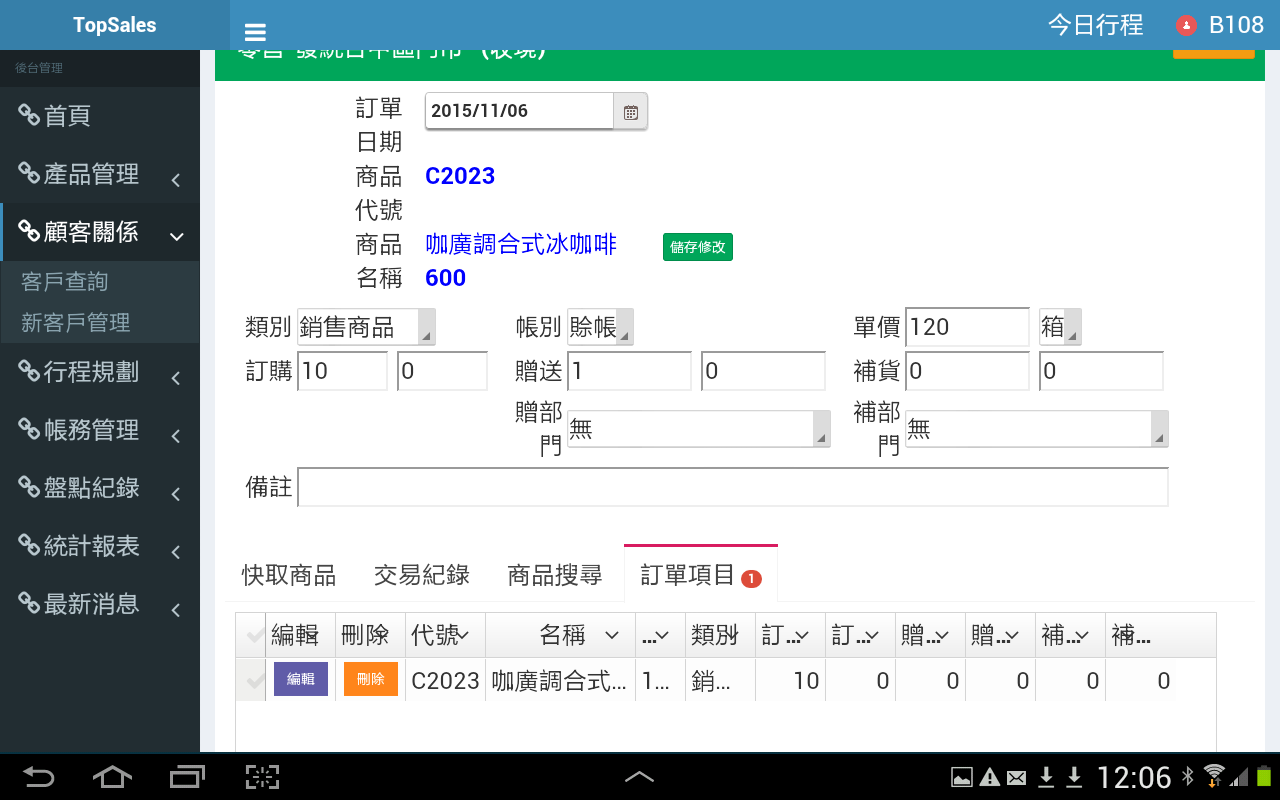 TopSales
今日行程
B108
後台管理
首頁
產品管理
顧客關係
客戶查詢
新客戶管理
行程規劃
帳務管理
盤點紀錄
統計報表
最新消息
訂單日期
2015/11/06
商品代號
C2023
商品名稱
咖廣調合式冰咖啡
600
儲存修改
類別 銷售商品 帳別 賒帳 單價 120 箱
訂購 10 0 贈送 1 0 補貨 0 0
贈部門 無 補部門 無
備註
快取商品 交易紀錄 商品搜尋 訂單項目 1
編輯 刪除 代號 名稱 ... 類別 訂... 訂... 贈... 贈... 補... 補...
編輯 刪除 C2023 咖廣調合式... 1... 銷... 10 0 0 0 0 0
12:06